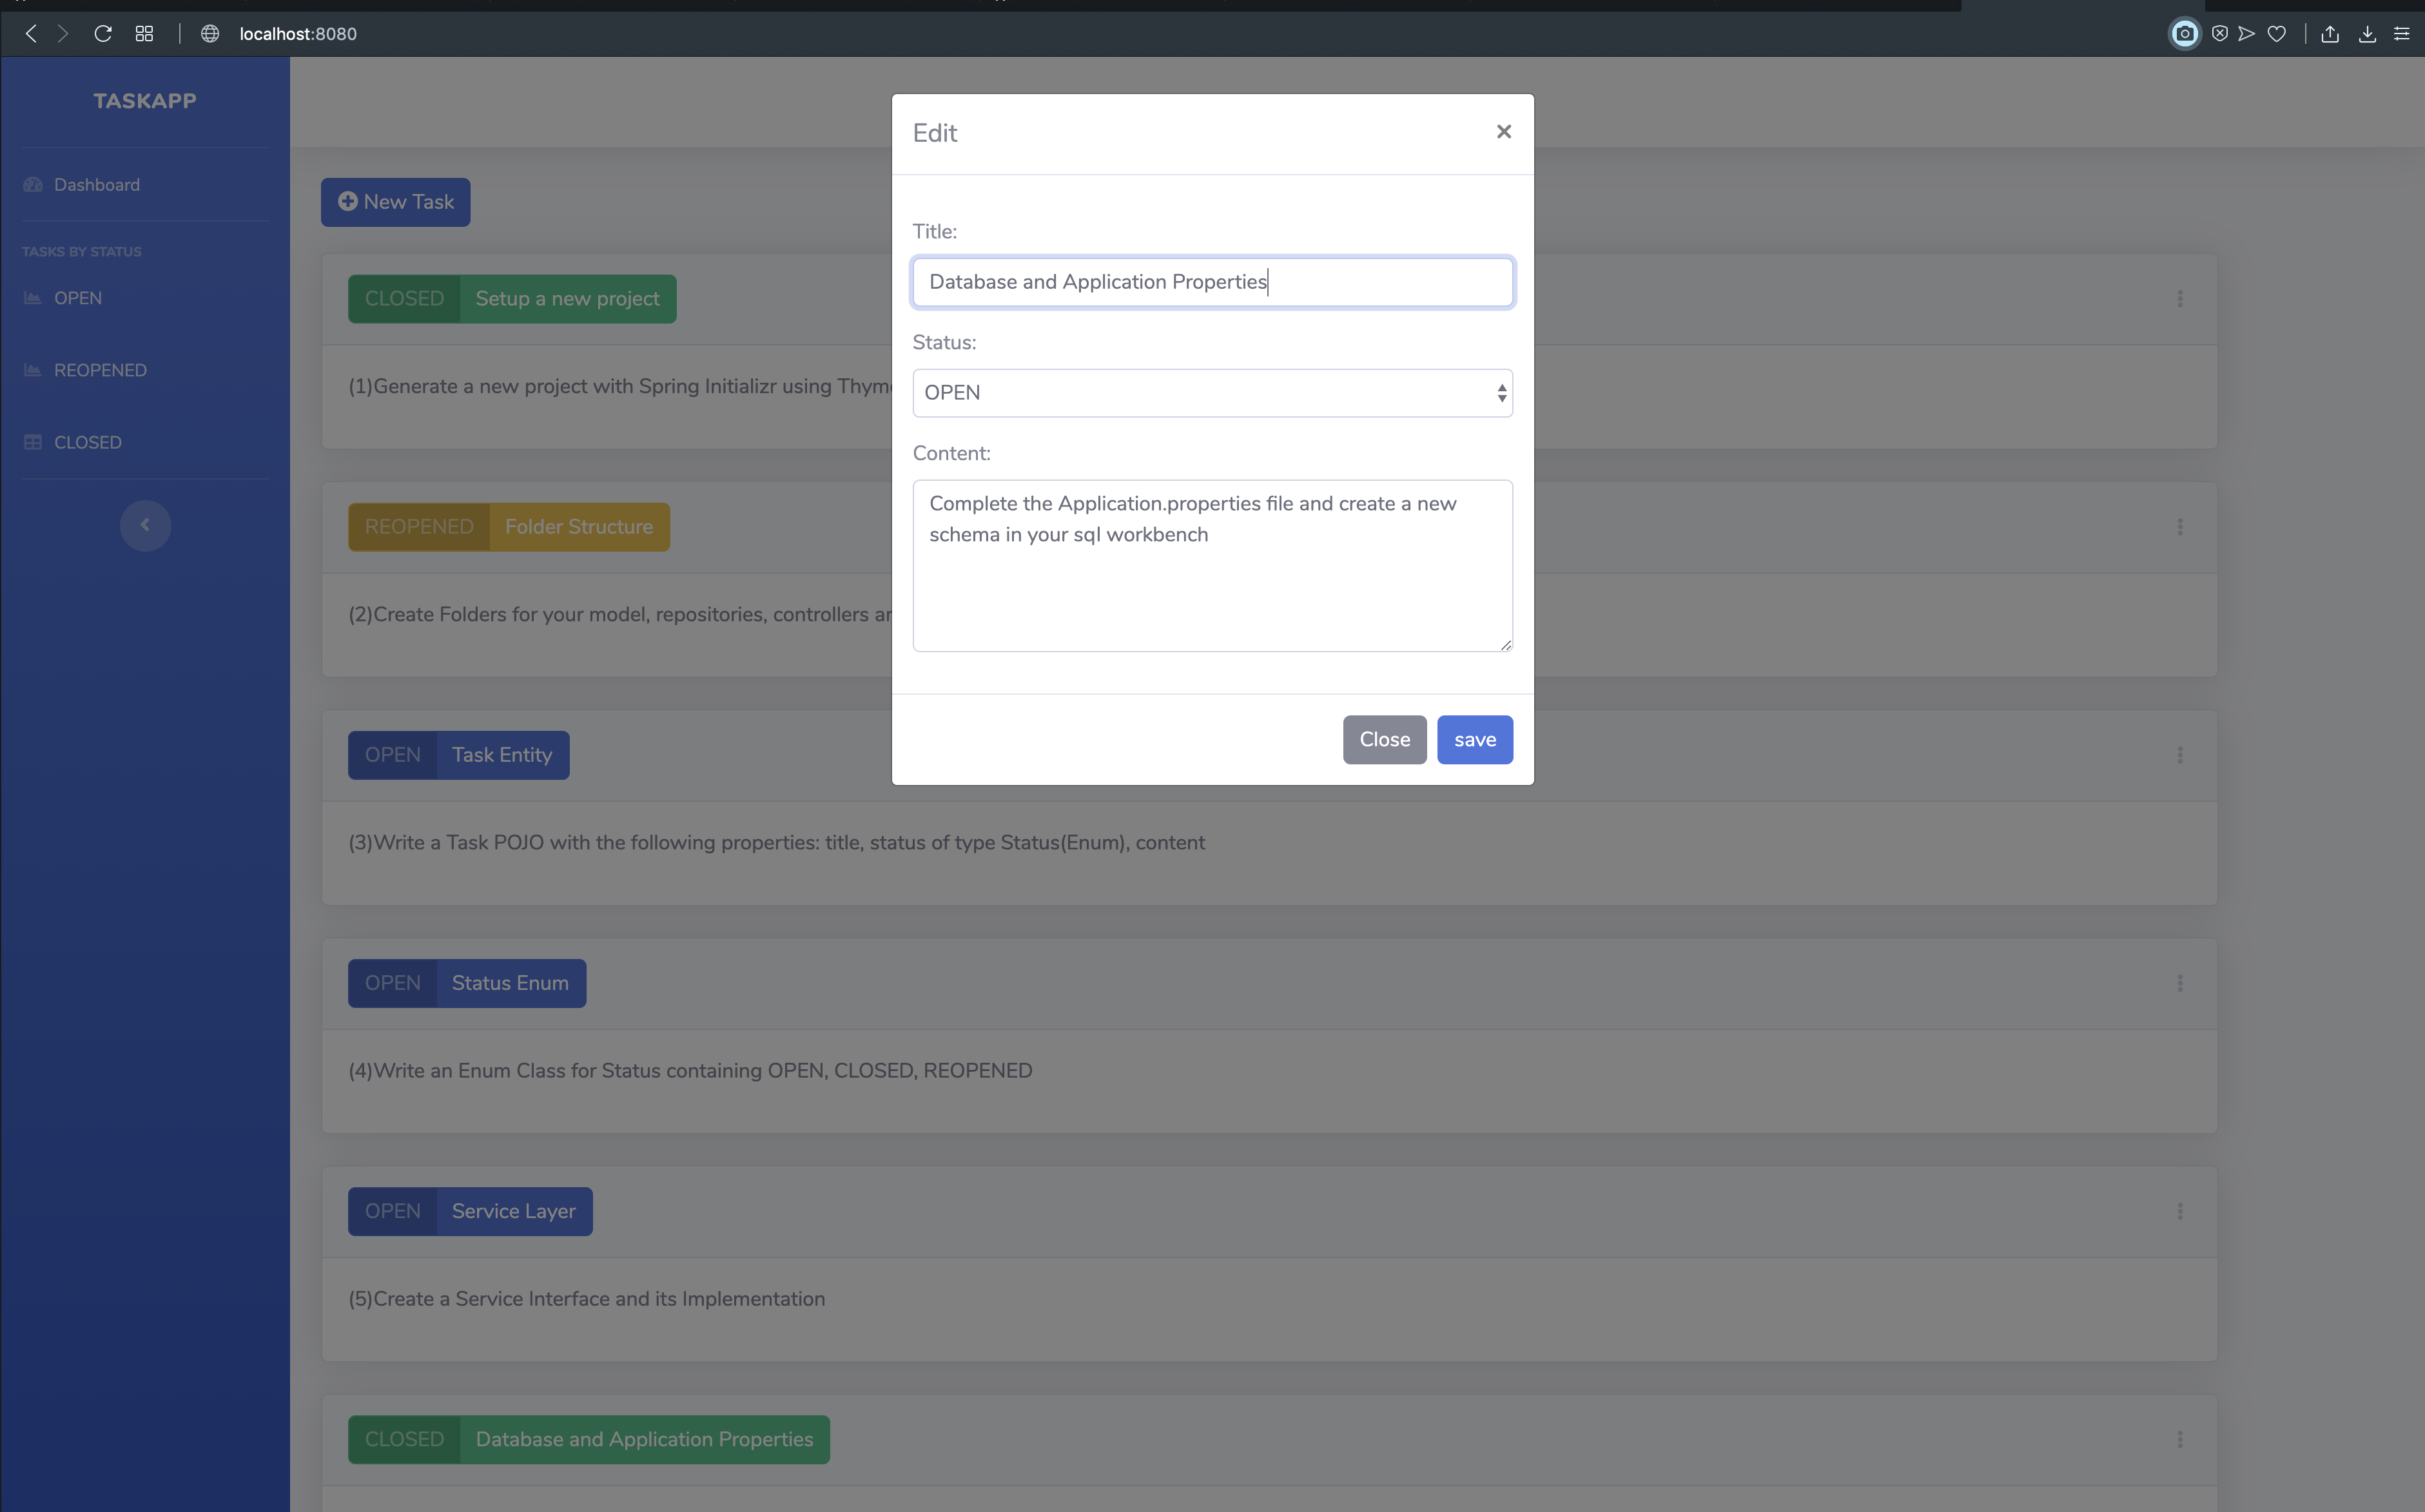 localhost:8080
TASKAPP
Dashboard
TASKS BY STATUS
OPEN
REOPENED
CLOSED
New Task
CLOSED Setup a new project
(1)Generate a new project with Spring Initializr using
REOPENED Folder Structure
(2)Create Folders for your model, repositories, controllers
OPEN Task Entity
(3)Write a Task POJO with the following properties: title, status of type Status(Enum), content
OPEN Status Enum
(4)Write an Enum Class for Status containing OPEN, CLOSED, REOPENED
OPEN Service Layer
(5)Create a Service Interface and its Implementation
CLOSED Database and Application Properties
Edit
Title:
Database and Application Properties
Status:
OPEN
Content:
Complete the Application.properties file and create a new
schema in your sql workbench
Close save